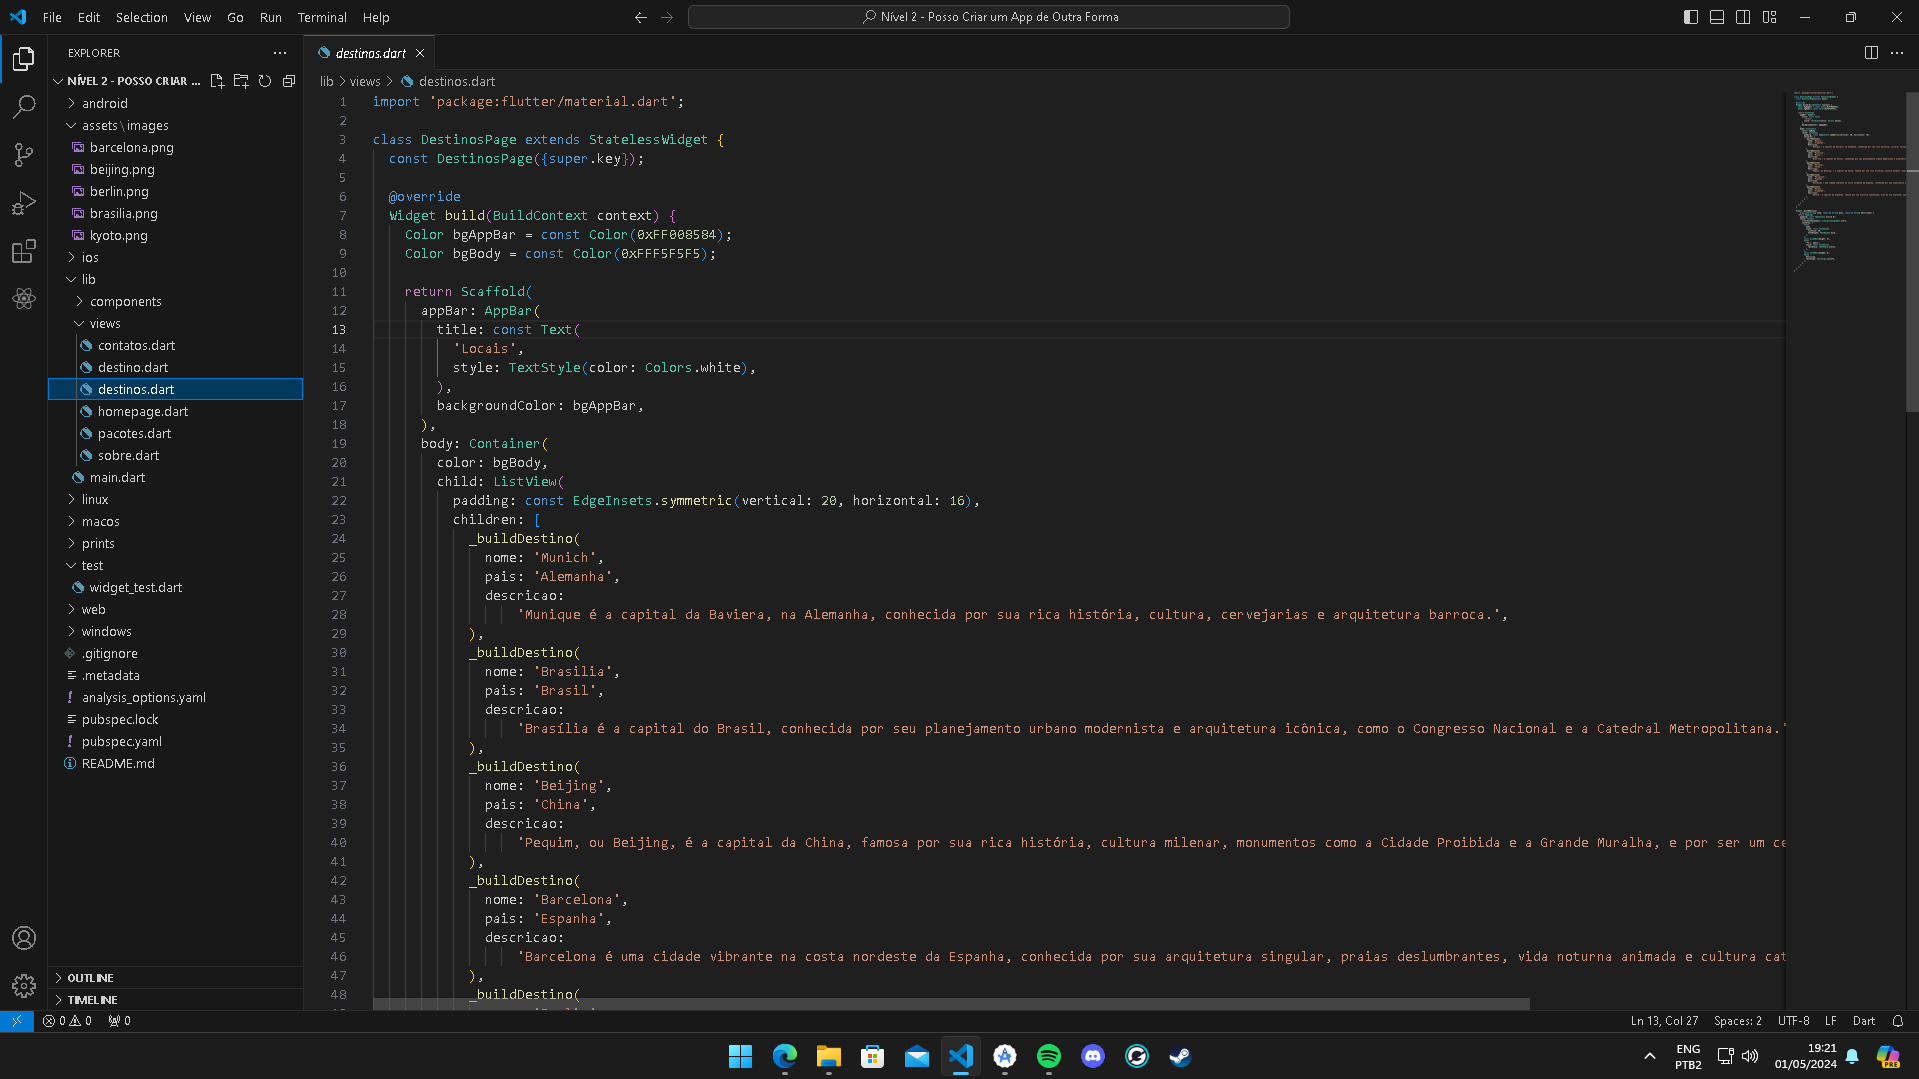 File Edit Selection View Go Run Terminal Help
Nível 2 - Posso Criar um App de Outra Forma
EXPLORER
NÍVEL 2 - POSSO CRIAR ...
android
assets\images
barcelona.png
beijing.png
berlin.png
brasilia.png
kyoto.png
ios
lib
components
views
contatos.dart
destino.dart
destinos.dart
homepage.dart
pacotes.dart
sobre.dart
main.dart
linux
macos
prints
test
widget_test.dart
web
windows
.gitignore
.metadata
analysis_options.yaml
pubspec.lock
pubspec.yaml
README.md
OUTLINE
TIMELINE
destinos.dart
lib > views > destinos.dart
1 import 'package:flutter/material.dart';
2
3 class DestinosPage extends StatelessWidget {
4 const DestinosPage({super.key});
5
6 @override
7 Widget build(BuildContext context) {
8 Color bgAppBar = const Color(0xFF008584);
9 Color bgBody = const Color(0xFFF5F5F5);
10
11 return Scaffold(
12 appBar: AppBar(
13 title: const Text(
14 'Locais',
15 style: TextStyle(color: Colors.white),
16 ),
17 backgroundColor: bgAppBar,
18 ),
19 body: Container(
20 color: bgBody,
21 child: ListView(
22 padding: const EdgeInsets.symmetric(vertical: 20, horizontal: 16),
23 children: [
24 _buildDestino(
25 nome: 'Munich',
26 pais: 'Alemanha',
27 descricao:
28 'Munique é a capital da Baviera, na Alemanha, conhecida por sua rica história, cultura, cervejarias e arquitetura barroca.',
29 ),
30 _buildDestino(
31 nome: 'Brasilia',
32 pais: 'Brasil',
33 descricao:
34 'Brasília é a capital do Brasil, conhecida por seu planejamento urbano modernista e arquitetura icônica, como o Congresso Nacional e a Catedral Metropolitana.'
35 ),
36 _buildDestino(
37 nome: 'Beijing',
38 pais: 'China',
39 descricao:
40 'Pequim, ou Beijing, é a capital da China, famosa por sua rica história, cultura milenar, monumentos como a Cidade Proibida e a Grande Muralha, e por ser um ce
41 ),
42 _buildDestino(
43 nome: 'Barcelona',
44 pais: 'Espanha',
45 descricao:
46 'Barcelona é uma cidade vibrante na costa nordeste da Espanha, conhecida por sua arquitetura singular, praias deslumbrantes, vida noturna animada e cultura cat
47 ),
48 _buildDestino(
0 0 0
Ln 13, Col 27 Spaces: 2 UTF-8 LF Dart
ENG
PTB2
19:21
01/05/2024
PRE